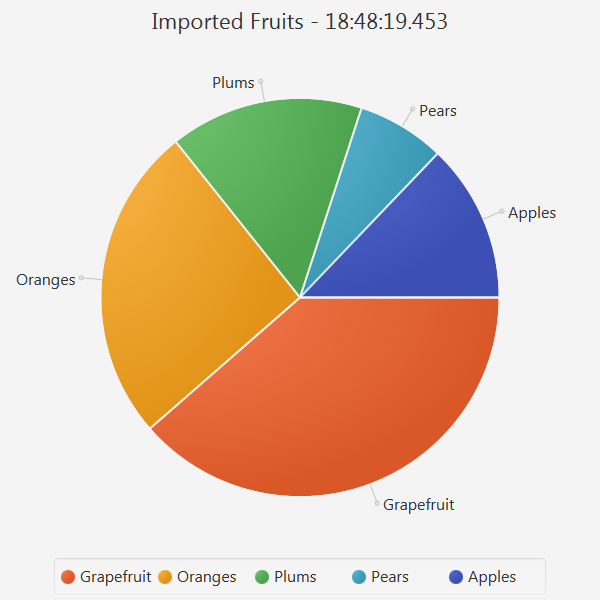 Imported Fruits - 18:48:19.453
Plums
Pears
Apples
Oranges
Grapefruit
Grapefruit Oranges Plums Pears Apples